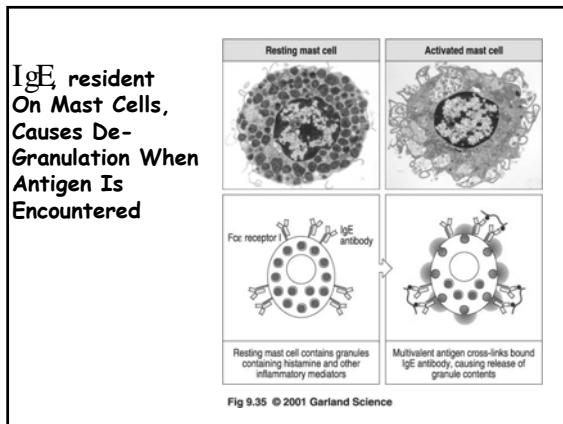 IgE, resident
On Mast Cells,
Causes De-
Granulation When
Antigen Is
Encountered
Resting mast cell
Activated mast cell
Fcε receptor I
IgE
antibody
Resting mast cell contains granules
containing histamine and other
inflammatory mediators
Multivalent antigen cross-links bound
IgE antibody, causing release of
granule contents
Fig 9.35 © 2001 Garland Science